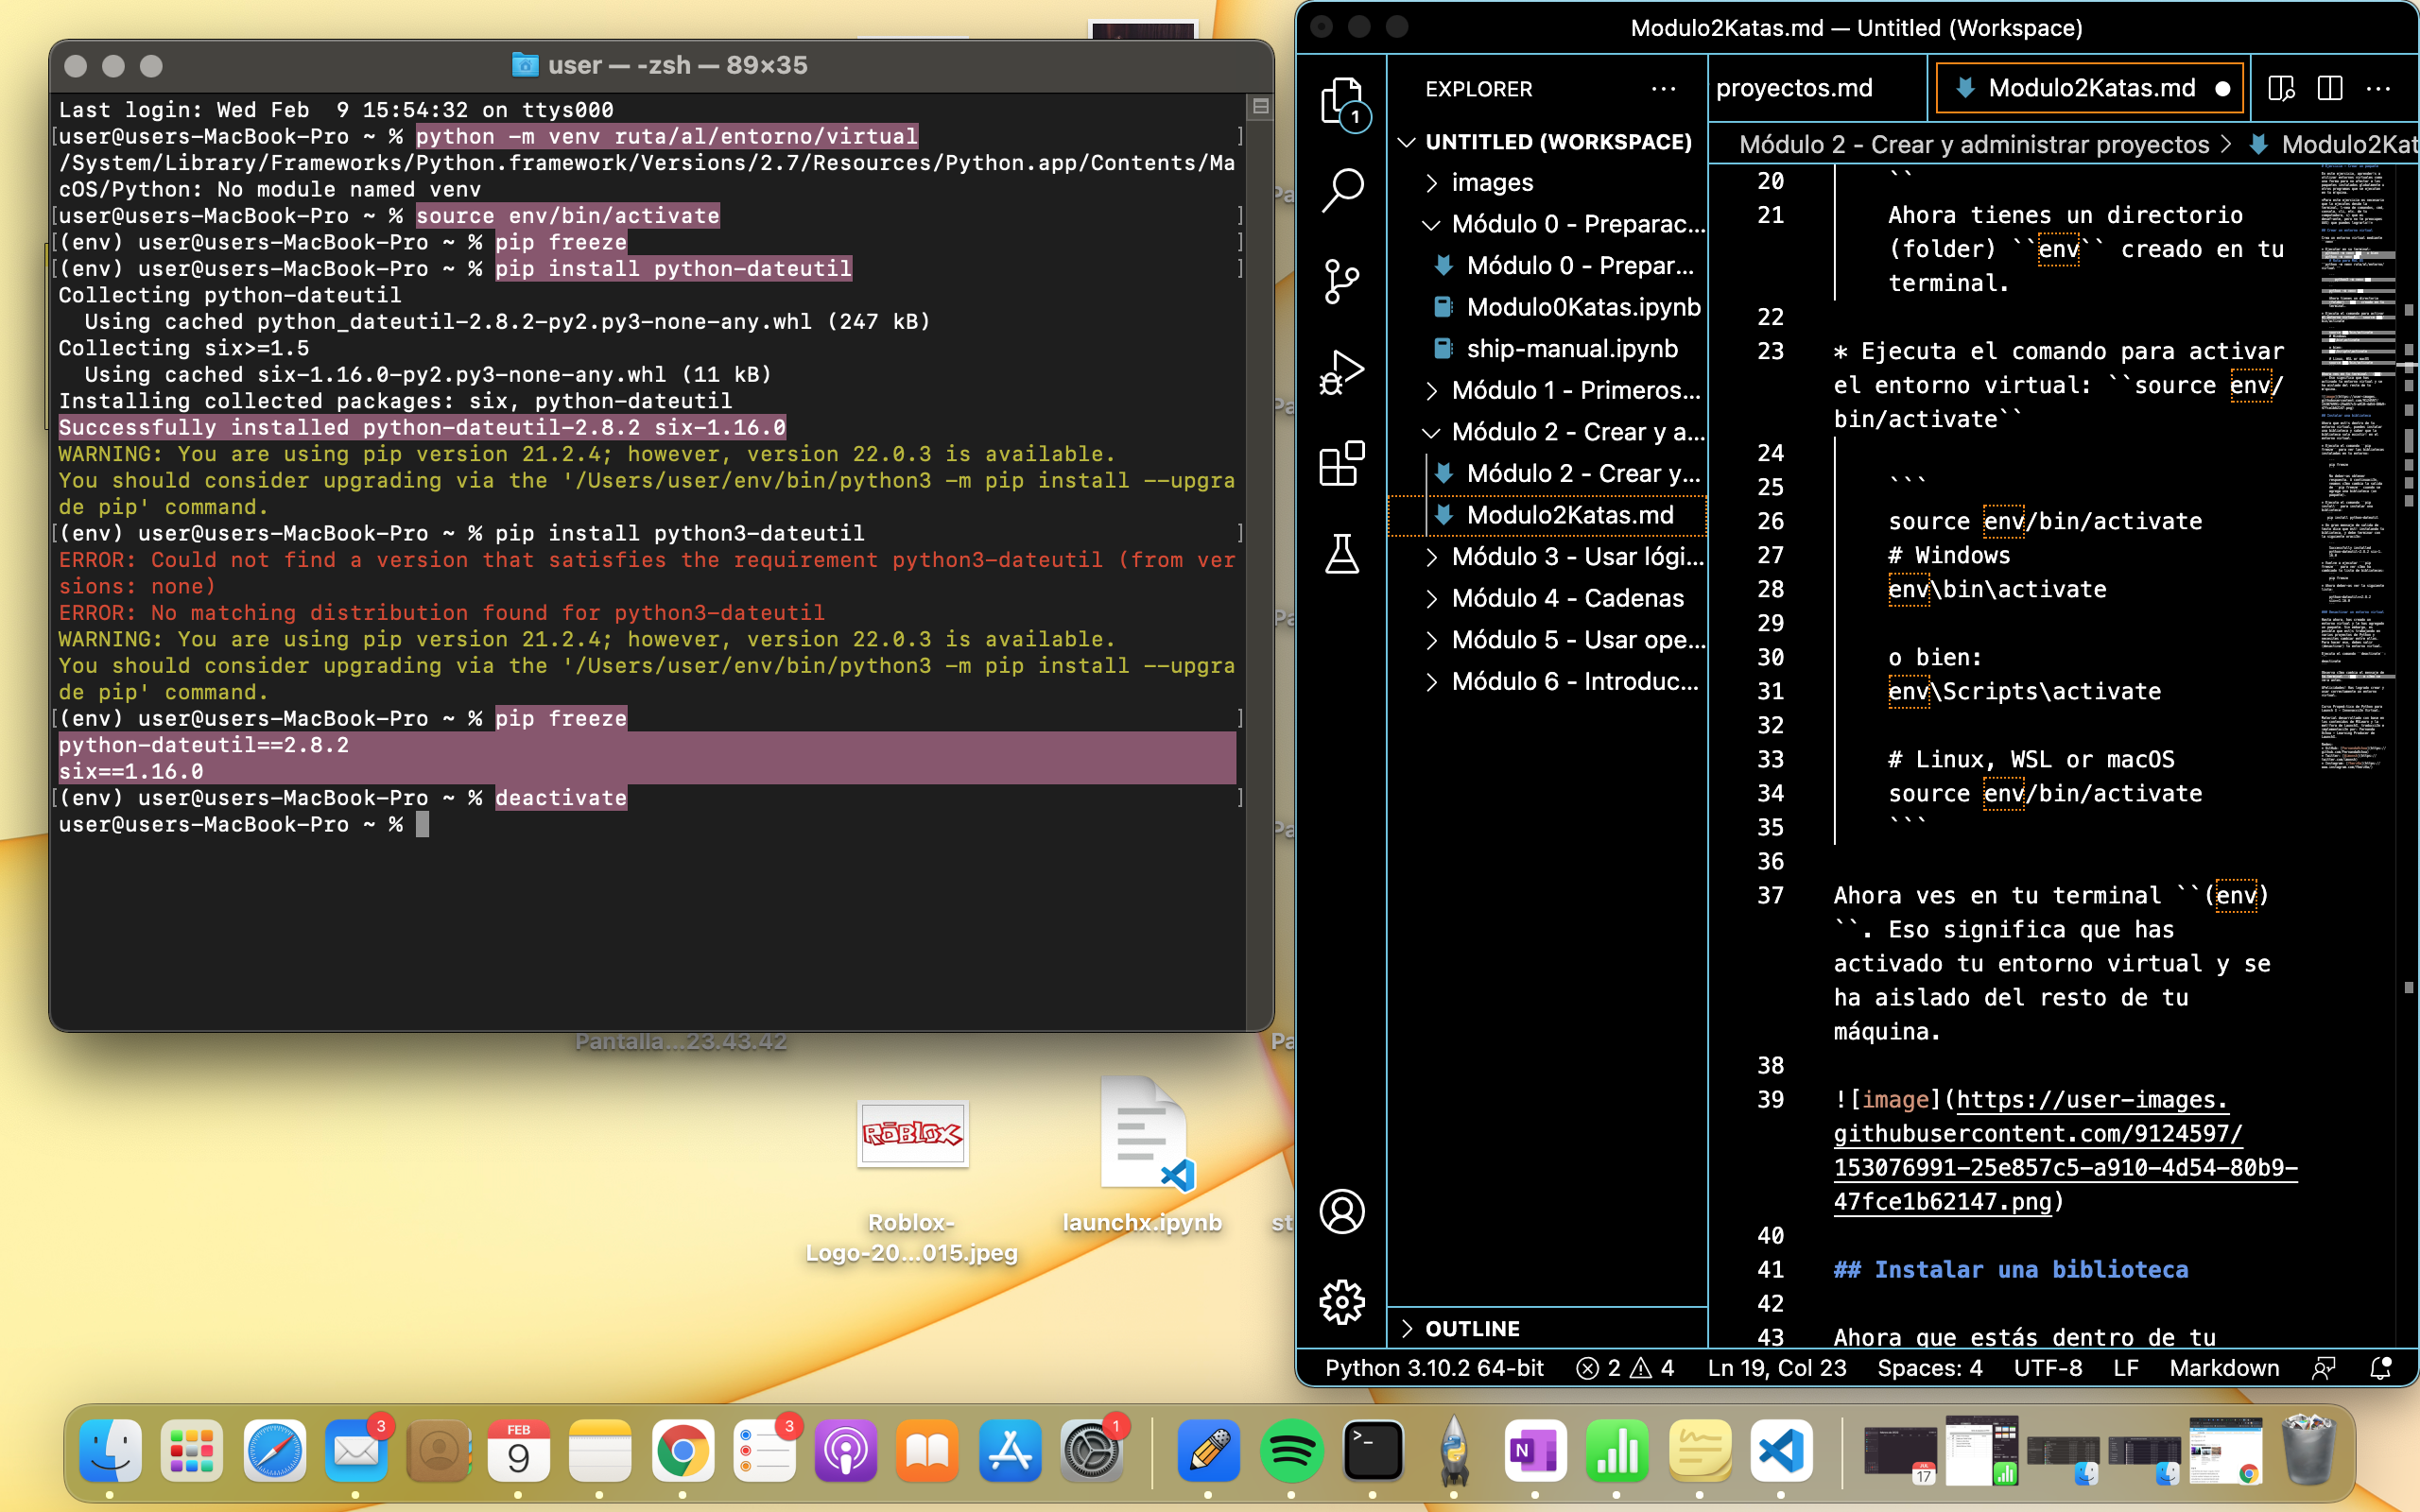 user — -zsh — 89×35
Last login: Wed Feb  9 15:54:32 on ttys000
[user@users-MacBook-Pro ~ % python -m venv ruta/al/entorno/virtual ]
/System/Library/Frameworks/Python.framework/Versions/2.7/Resources/Python.app/Contents/Ma
cOS/Python: No module named venv
[user@users-MacBook-Pro ~ % source env/bin/activate ]
[(env) user@users-MacBook-Pro ~ % pip freeze ]
[(env) user@users-MacBook-Pro ~ % pip install python-dateutil ]
Collecting python-dateutil
  Using cached python_dateutil-2.8.2-py2.py3-none-any.whl (247 kB)
Collecting six>=1.5
  Using cached six-1.16.0-py2.py3-none-any.whl (11 kB)
Installing collected packages: six, python-dateutil
Successfully installed python-dateutil-2.8.2 six-1.16.0
WARNING: You are using pip version 21.2.4; however, version 22.0.3 is available.
You should consider upgrading via the '/Users/user/env/bin/python3 -m pip install --upgra
de pip' command.
[(env) user@users-MacBook-Pro ~ % pip install python3-dateutil ]
ERROR: Could not find a version that satisfies the requirement python3-dateutil (from ver
sions: none)
ERROR: No matching distribution found for python3-dateutil
WARNING: You are using pip version 21.2.4; however, version 22.0.3 is available.
You should consider upgrading via the '/Users/user/env/bin/python3 -m pip install --upgra
de pip' command.
[(env) user@users-MacBook-Pro ~ % pip freeze ]
python-dateutil==2.8.2
six==1.16.0
[(env) user@users-MacBook-Pro ~ % deactivate ]
user@users-MacBook-Pro ~ %
Pantalla...23.43.42
Pa
ROBLOX
Roblox-
Logo-20...015.jpeg
launchx.ipynb
st
Modulo2Katas.md — Untitled (Workspace)
1
EXPLORER
UNTITLED (WORKSPACE)
images
Módulo 0 - Preparac...
Módulo 0 - Prepar...
Modulo0Katas.ipynb
ship-manual.ipynb
Módulo 1 - Primeros...
Módulo 2 - Crear y a...
Módulo 2 - Crear y...
Modulo2Katas.md
Módulo 3 - Usar lógi...
Módulo 4 - Cadenas
Módulo 5 - Usar ope...
Módulo 6 - Introduc...
OUTLINE
proyectos.md
Modulo2Katas.md
Módulo 2 - Crear y administrar proyectos > Modulo2Kat
20 ``
21 Ahora tienes un directorio
(folder) ``env`` creado en tu
terminal.
22
23 * Ejecuta el comando para activar
el entorno virtual: ``source env/
bin/activate``
24
25 ```
26 source env/bin/activate
27 # Windows
28 env\bin\activate
29
30 o bien:
31 env\Scripts\activate
32
33 # Linux, WSL or macOS
34 source env/bin/activate
35 ```
36
37 Ahora ves en tu terminal ``(env)
``. Eso significa que has
activado tu entorno virtual y se
ha aislado del resto de tu
máquina.
38
39 ![image](https://user-images.
githubusercontent.com/9124597/
153076991-25e857c5-a910-4d54-80b9-
47fce1b62147.png)
40
41 ## Instalar una biblioteca
42
43 Ahora que estás dentro de tu
Python 3.10.2 64-bit
2
4
Ln 19, Col 23
Spaces: 4
UTF-8
LF
Markdown
3
FEB
9
3
1
>_
N
JUL
17